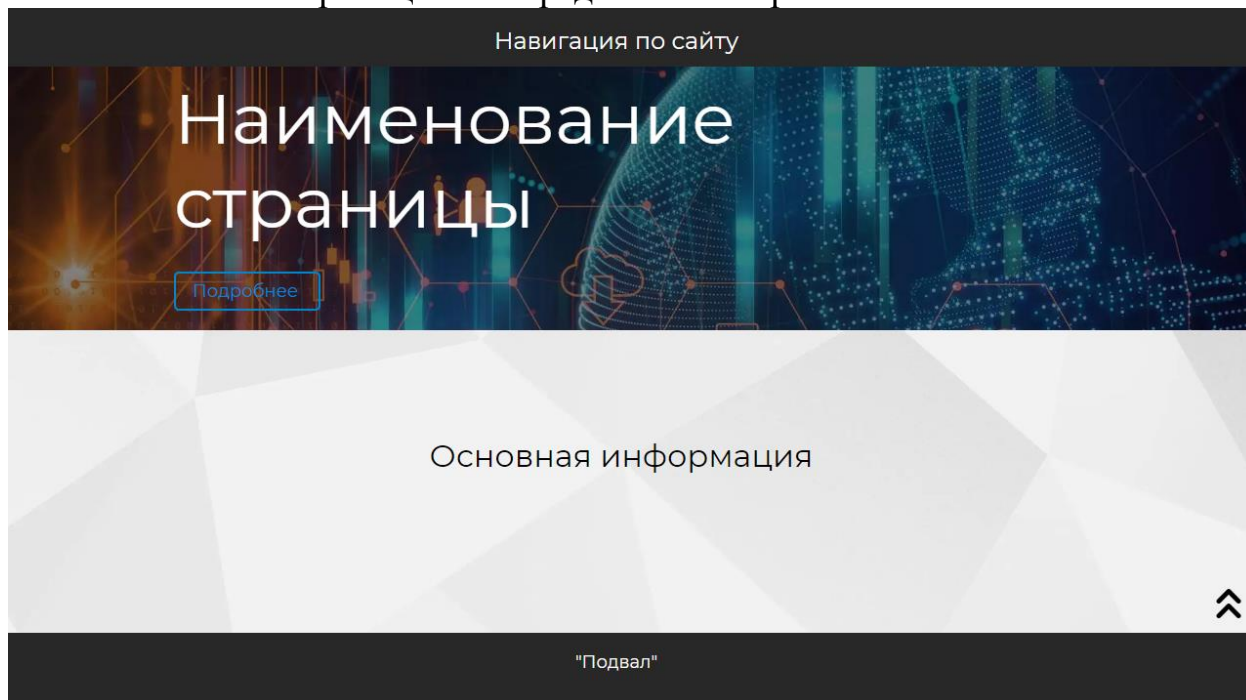 Навигация по сайту
Наименование
страницы
Подробнее
Основная информация
"Подвал"